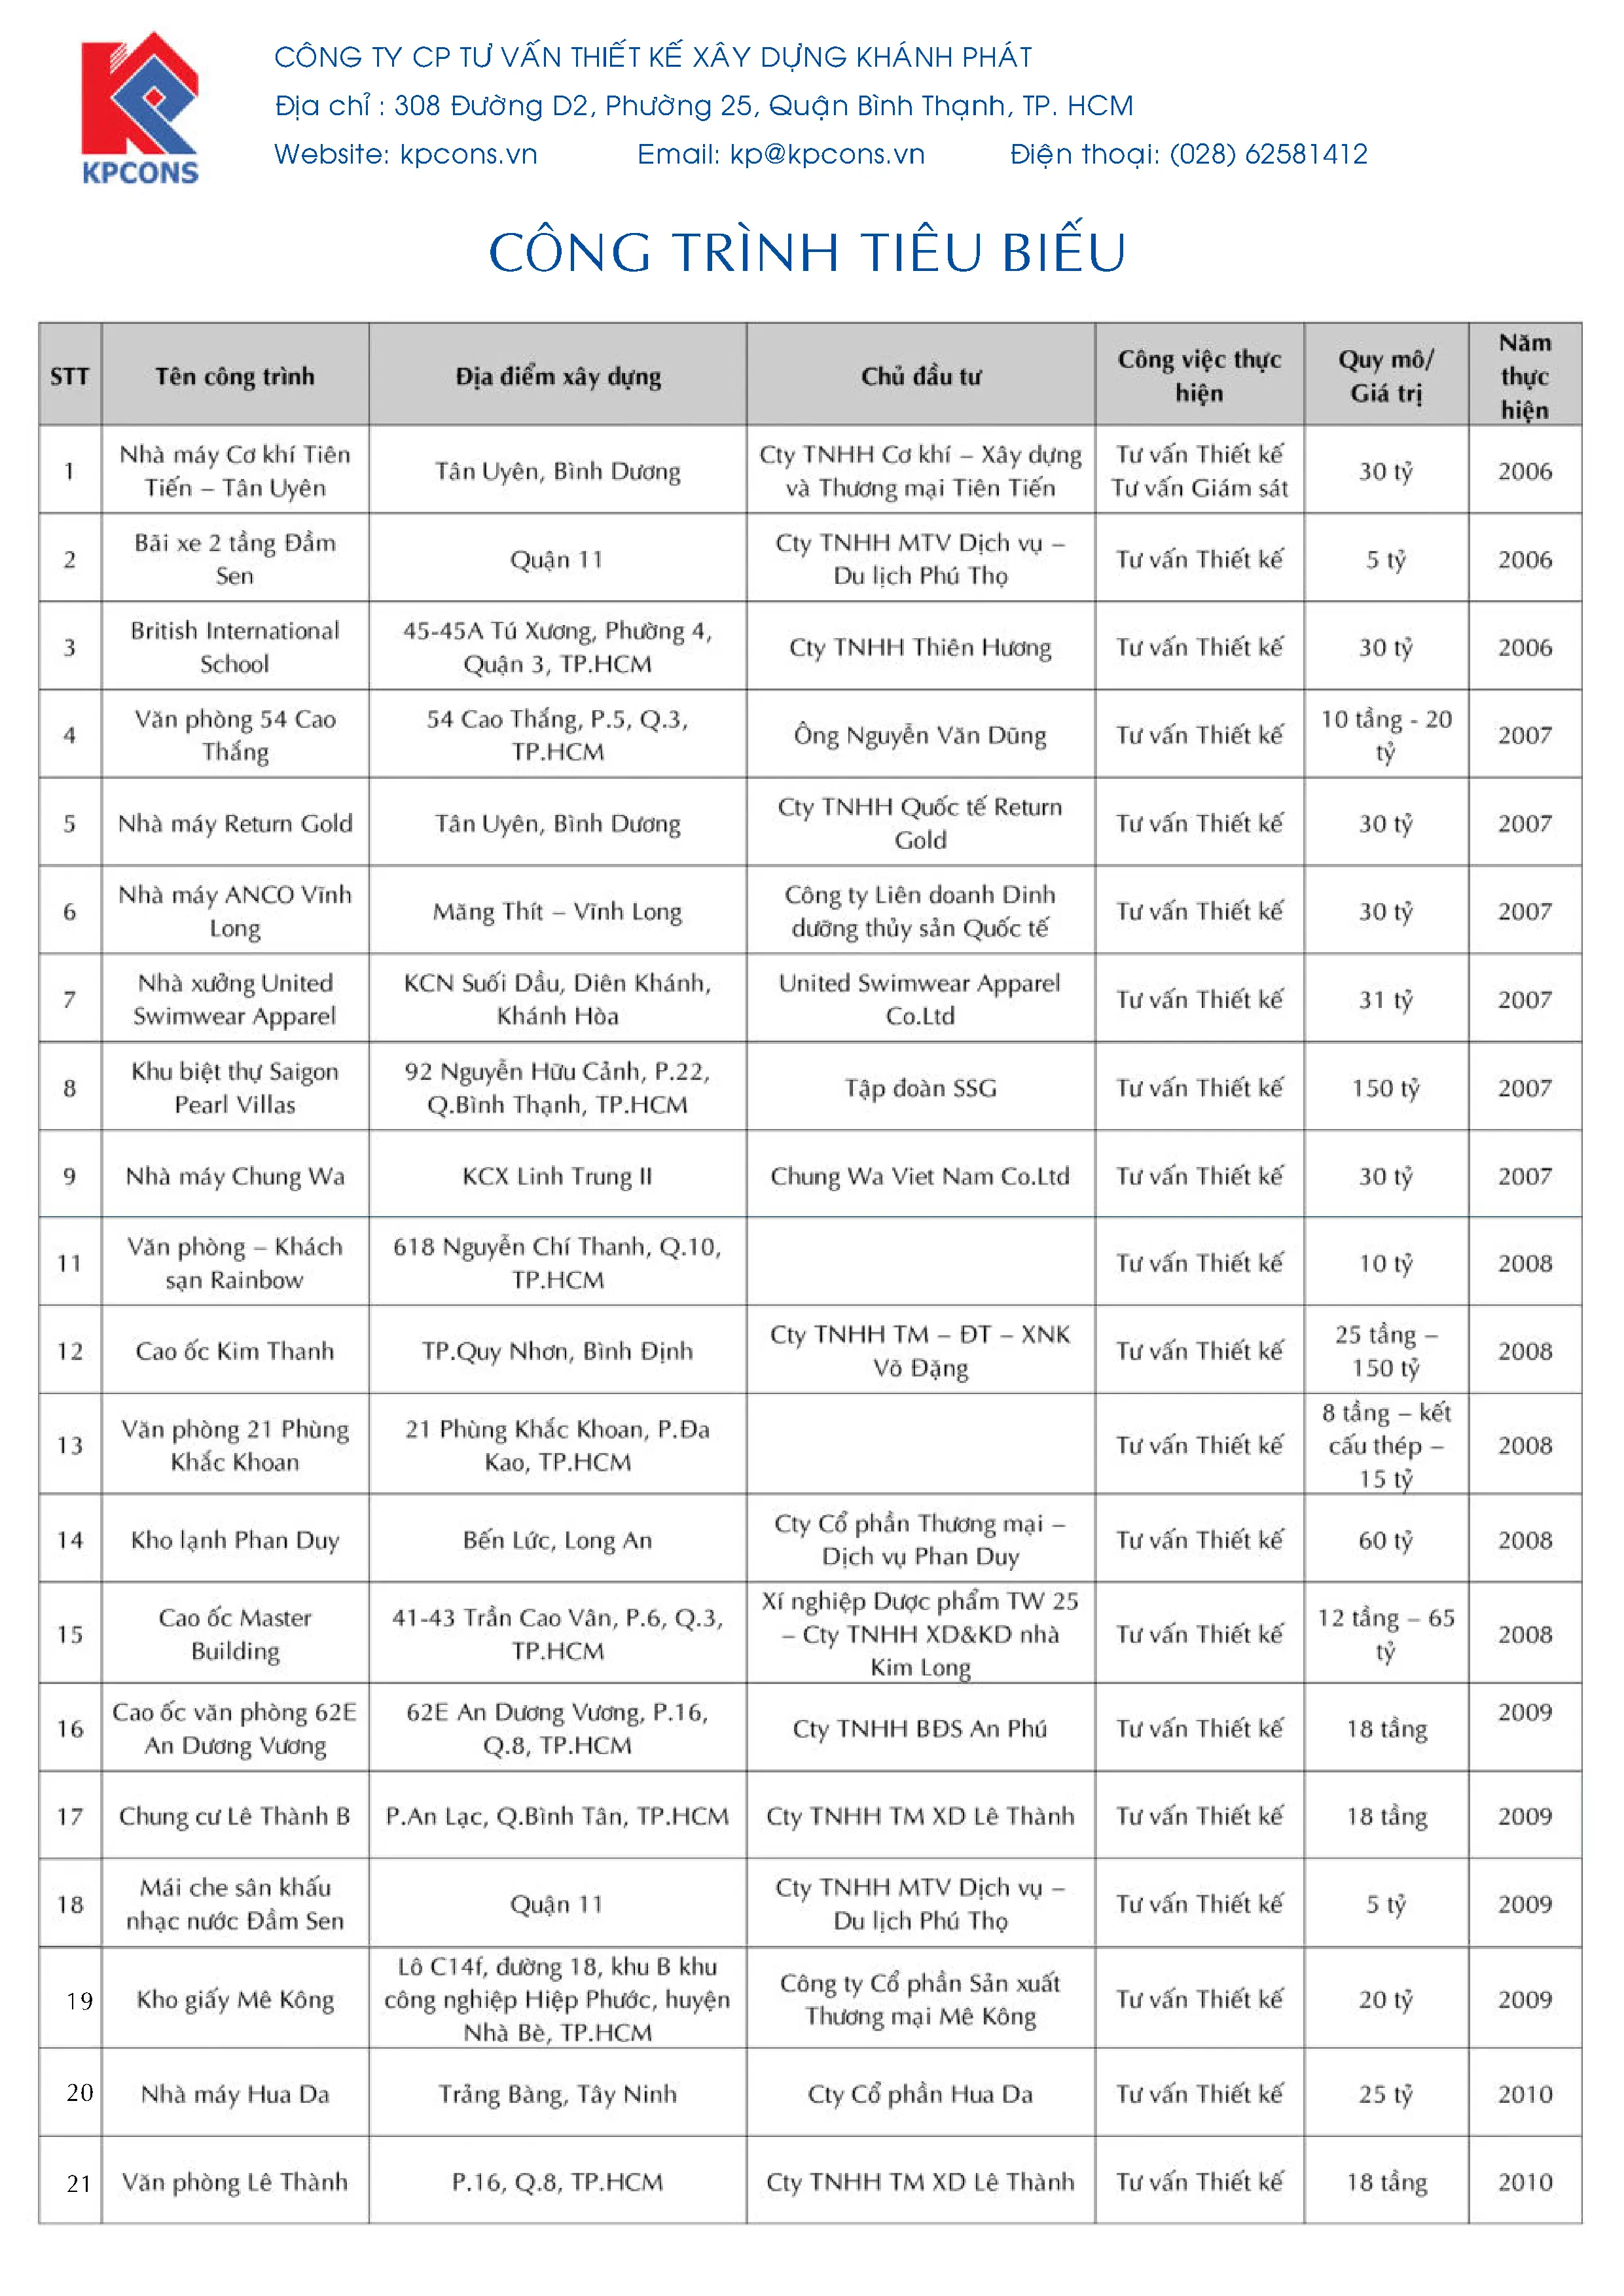 KPCONS
CÔNG TY CP TƯ VẤN THIẾT KẾ XÂY DỰNG KHÁNH PHÁT
Địa chỉ : 308 Đường D2, Phường 25, Quận Bình Thạnh, TP. HCM
Website: kpcons.vn Email: kp@kpcons.vn Điện thoại: (028) 62581412
CÔNG TRÌNH TIÊU BIẾU
STT Tên công trình Địa điểm xây dựng Chủ đầu tư Công việc thực hiện Quy mô/ Giá trị Năm thực hiện
1 Nhà máy Cơ khí Tiên Tiến – Tân Uyên Tân Uyên, Bình Dương Cty TNHH Cơ khí – Xây dựng và Thương mại Tiên Tiến Tư vấn Thiết kế Tư vấn Giám sát 30 tỷ 2006
2 Bãi xe 2 tầng Đầm Sen Quận 11 Cty TNHH MTV Dịch vụ – Du lịch Phú Thọ Tư vấn Thiết kế 5 tỷ 2006
3 British International School 45-45A Tú Xương, Phường 4, Quận 3, TP.HCM Cty TNHH Thiên Hương Tư vấn Thiết kế 30 tỷ 2006
4 Văn phòng 54 Cao Thắng 54 Cao Thắng, P.5, Q.3, TP.HCM Ông Nguyễn Văn Dũng Tư vấn Thiết kế 10 tầng - 20 tỷ 2007
5 Nhà máy Return Gold Tân Uyên, Bình Dương Cty TNHH Quốc tế Return Gold Tư vấn Thiết kế 30 tỷ 2007
6 Nhà máy ANCO Vĩnh Long Măng Thít – Vĩnh Long Công ty Liên doanh Dinh dưỡng thủy sản Quốc tế Tư vấn Thiết kế 30 tỷ 2007
7 Nhà xưởng United Swimwear Apparel KCN Suối Dầu, Diên Khánh, Khánh Hòa United Swimwear Apparel Co.Ltd Tư vấn Thiết kế 31 tỷ 2007
8 Khu biệt thự Saigon Pearl Villas 92 Nguyễn Hữu Cảnh, P.22, Q.Bình Thạnh, TP.HCM Tập đoàn SSG Tư vấn Thiết kế 150 tỷ 2007
9 Nhà máy Chung Wa KCX Linh Trung II Chung Wa Viet Nam Co.Ltd Tư vấn Thiết kế 30 tỷ 2007
11 Văn phòng – Khách sạn Rainbow 618 Nguyễn Chí Thanh, Q.10, TP.HCM Tư vấn Thiết kế 10 tỷ 2008
12 Cao ốc Kim Thanh TP.Quy Nhơn, Bình Định Cty TNHH TM – ĐT – XNK Võ Đặng Tư vấn Thiết kế 25 tầng – 150 tỷ 2008
13 Văn phòng 21 Phùng Khắc Khoan 21 Phùng Khắc Khoan, P.Đa Kao, TP.HCM Tư vấn Thiết kế 8 tầng – kết cấu thép – 15 tỷ 2008
14 Kho lạnh Phan Duy Bến Lức, Long An Cty Cổ phần Thương mại – Dịch vụ Phan Duy Tư vấn Thiết kế 60 tỷ 2008
15 Cao ốc Master Building 41-43 Trần Cao Vân, P.6, Q.3, TP.HCM Xí nghiệp Dược phẩm TW 25 – Cty TNHH XD&KD nhà Kim Long Tư vấn Thiết kế 12 tầng – 65 tỷ 2008
16 Cao ốc văn phòng 62E An Dương Vương 62E An Dương Vương, P.16, Q.8, TP.HCM Cty TNHH BĐS An Phú Tư vấn Thiết kế 18 tầng 2009
17 Chung cư Lê Thành B P.An Lạc, Q.Bình Tân, TP.HCM Cty TNHH TM XD Lê Thành Tư vấn Thiết kế 18 tầng 2009
18 Mái che sân khấu nhạc nước Đầm Sen Quận 11 Cty TNHH MTV Dịch vụ – Du lịch Phú Thọ Tư vấn Thiết kế 5 tỷ 2009
19 Kho giấy Mê Kông Lô C14f, đường 18, khu B khu công nghiệp Hiệp Phước, huyện Nhà Bè, TP.HCM Công ty Cổ phần Sản xuất Thương mại Mê Kông Tư vấn Thiết kế 20 tỷ 2009
20 Nhà máy Hua Da Trảng Bàng, Tây Ninh Cty Cổ phần Hua Da Tư vấn Thiết kế 25 tỷ 2010
21 Văn phòng Lê Thành P.16, Q.8, TP.HCM Cty TNHH TM XD Lê Thành Tư vấn Thiết kế 18 tầng 2010